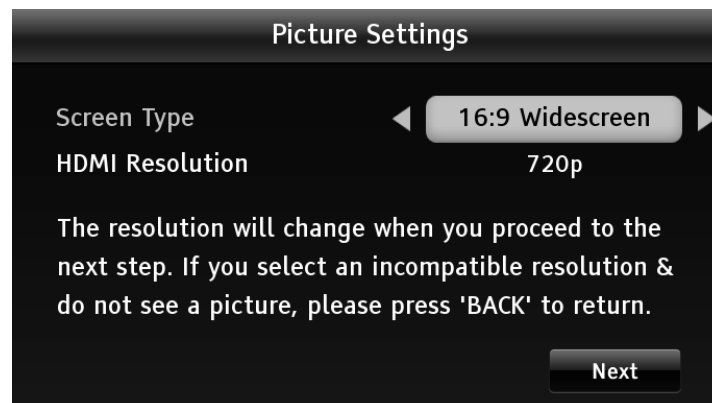 Picture Settings
Screen Type 16:9 Widescreen
HDMI Resolution 720p
The resolution will change when you proceed to the
next step. If you select an incompatible resolution &
do not see a picture, please press 'BACK' to return.
Next